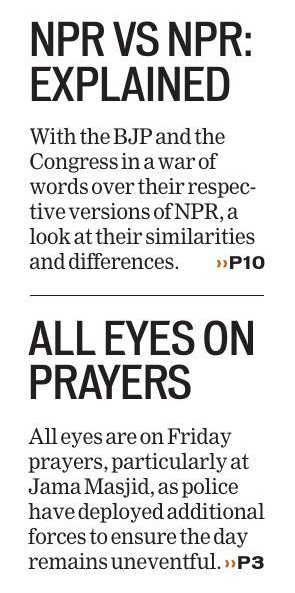 NPR VS NPR:
EXPLAINED
With the BJP and the
Congress in a war of
words over their respec-
tive versions of NPR, a
look at their similarities
and differences. ››P10
ALL EYES ON
PRAYERS
All eyes are on Friday
prayers, particularly at
Jama Masjid, as police
have deployed additional
forces to ensure the day
remains uneventful. ››P3